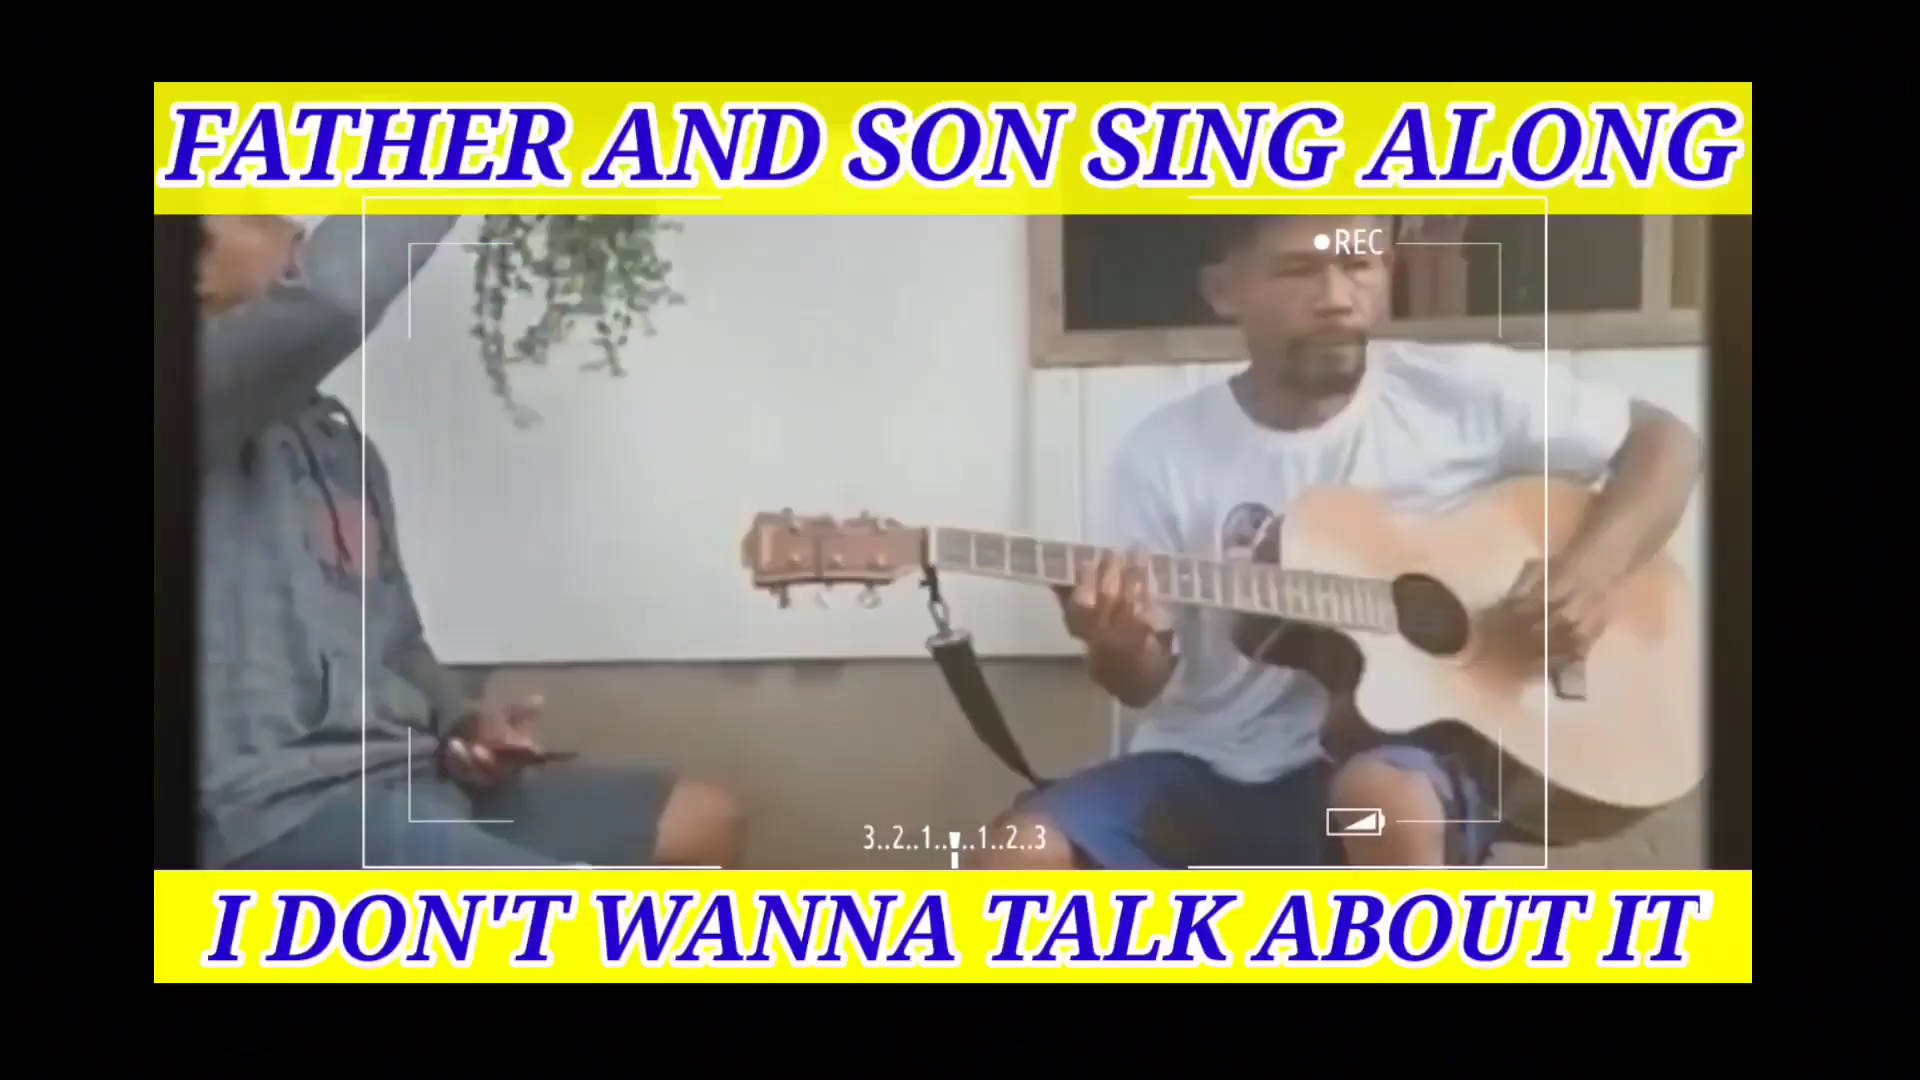 FATHER AND SON SING ALONG
REC
3..2..1.. ..1..2..3
I DON'T WANNA TALK ABOUT IT